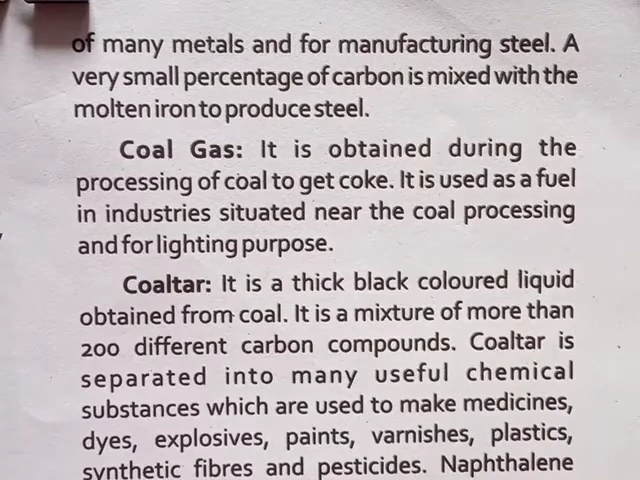 of many metals and for manufacturing steel. A
very small percentage of carbon is mixed with the
molten iron to produce steel.
Coal Gas: It is obtained during the
processing of coal to get coke. It is used as a fuel
in industries situated near the coal processing
and for lighting purpose.
Coaltar: It is a thick black coloured liquid
obtained from coal. It is a mixture of more than
200 different carbon compounds. Coaltar is
separated into many useful chemical
substances which are used to make medicines,
dyes, explosives, paints, varnishes, plastics,
synthetic fibres and pesticides. Naphthalene